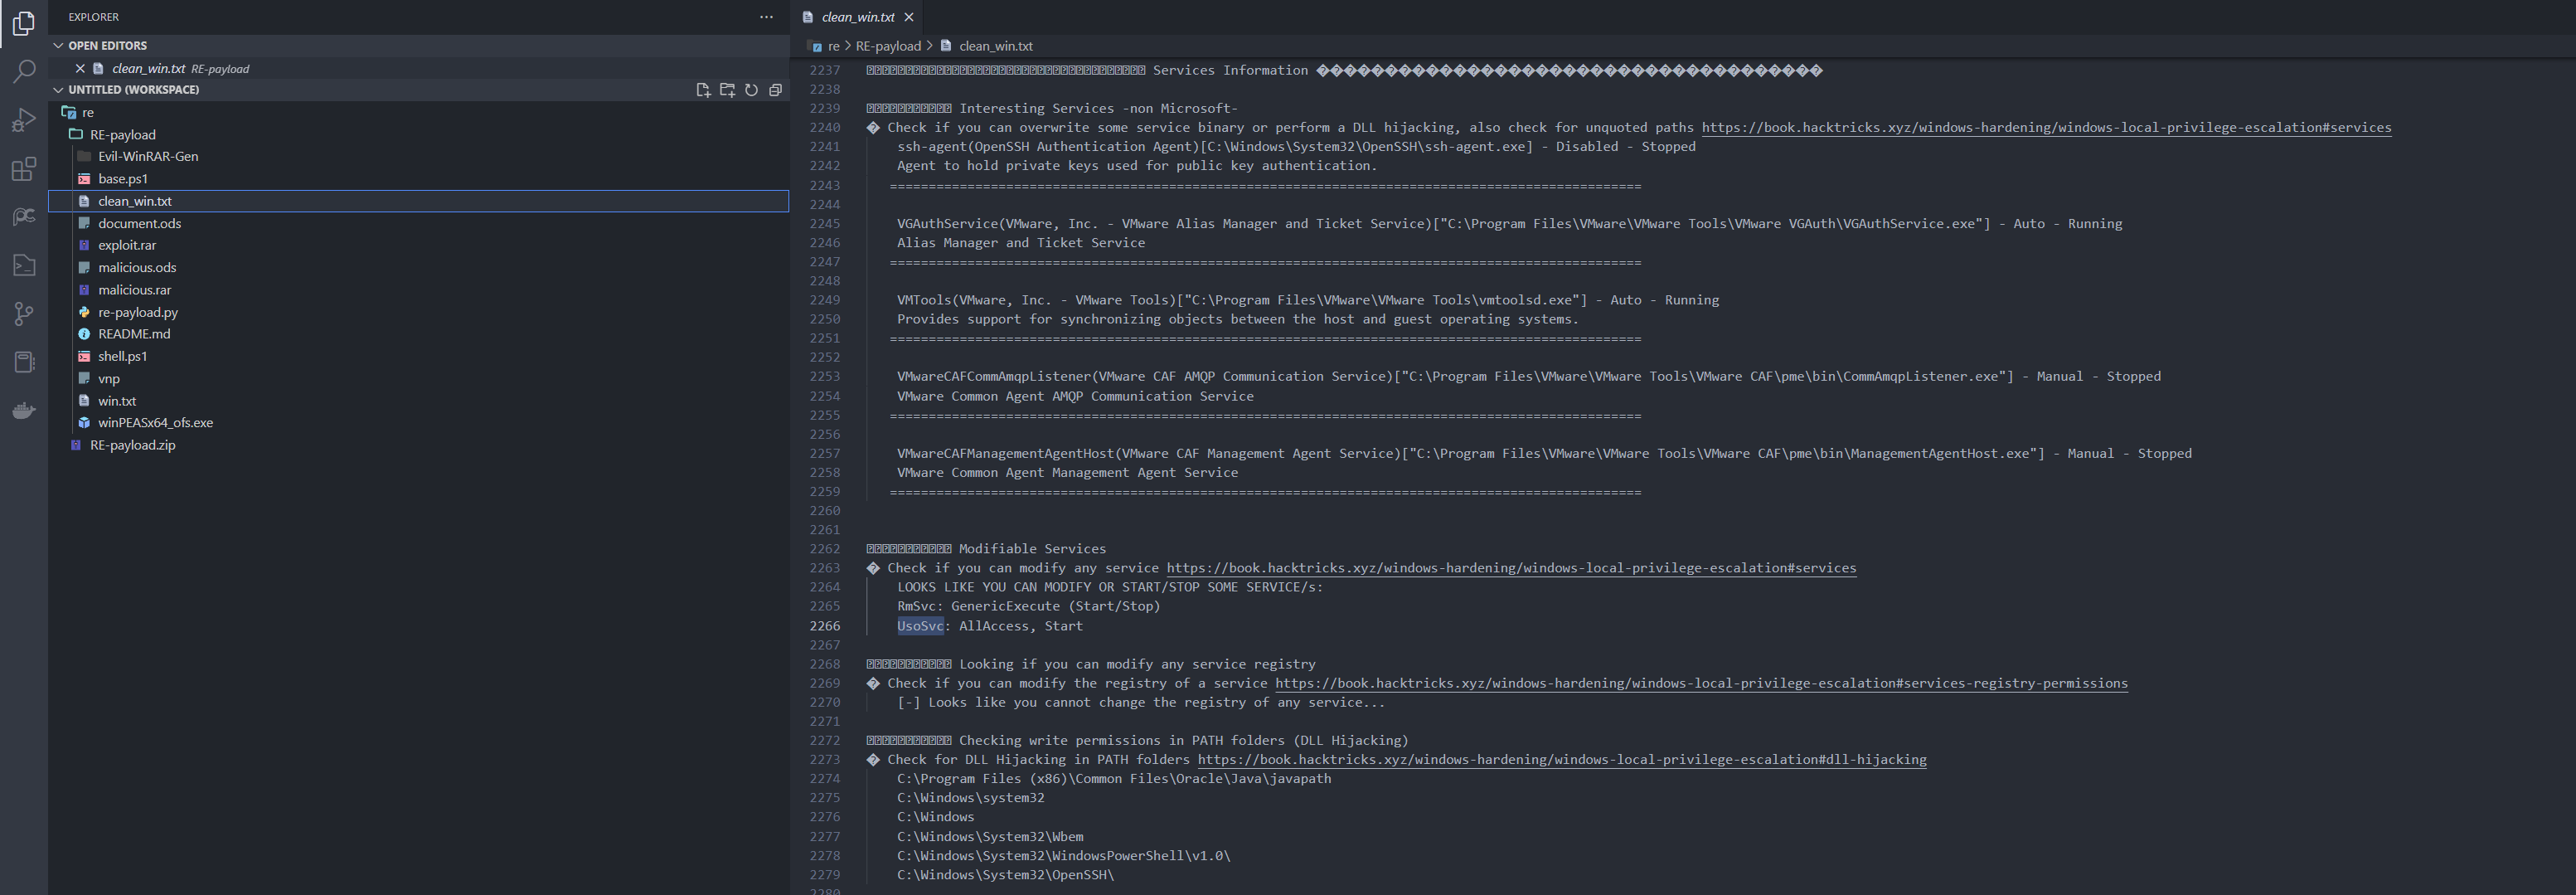 EXPLORER
OPEN EDITORS
clean_win.txt RE-payload
UNTITLED (WORKSPACE)
re
RE-payload
Evil-WinRAR-Gen
base.ps1
clean_win.txt
document.ods
exploit.rar
malicious.ods
malicious.rar
re-payload.py
README.md
shell.ps1
vnp
win.txt
winPEASx64_ofs.exe
RE-payload.zip
clean_win.txt
re > RE-payload > clean_win.txt
2237 Services Information
2238
2239 Interesting Services -non Microsoft-
2240 � Check if you can overwrite some service binary or perform a DLL hijacking, also check for unquoted paths https://book.hacktricks.xyz/windows-hardening/windows-local-privilege-escalation#services
2241 ssh-agent(OpenSSH Authentication Agent)[C:\Windows\System32\OpenSSH\ssh-agent.exe] - Disabled - Stopped
2242 Agent to hold private keys used for public key authentication.
2243 =================================================================================================
2244
2245 VGAuthService(VMware, Inc. - VMware Alias Manager and Ticket Service)["C:\Program Files\VMware\VMware Tools\VMware VGAuth\VGAuthService.exe"] - Auto - Running
2246 Alias Manager and Ticket Service
2247 =================================================================================================
2248
2249 VMTools(VMware, Inc. - VMware Tools)["C:\Program Files\VMware\VMware Tools\vmtoolsd.exe"] - Auto - Running
2250 Provides support for synchronizing objects between the host and guest operating systems.
2251 =================================================================================================
2252
2253 VMwareCAFCommAmqpListener(VMware CAF AMQP Communication Service)["C:\Program Files\VMware\VMware Tools\VMware CAF\pme\bin\CommAmqpListener.exe"] - Manual - Stopped
2254 VMware Common Agent AMQP Communication Service
2255 =================================================================================================
2256
2257 VMwareCAFManagementAgentHost(VMware CAF Management Agent Service)["C:\Program Files\VMware\VMware Tools\VMware CAF\pme\bin\ManagementAgentHost.exe"] - Manual - Stopped
2258 VMware Common Agent Management Agent Service
2259 =================================================================================================
2260
2261
2262 Modifiable Services
2263 � Check if you can modify any service https://book.hacktricks.xyz/windows-hardening/windows-local-privilege-escalation#services
2264 LOOKS LIKE YOU CAN MODIFY OR START/STOP SOME SERVICE/s:
2265 RmSvc: GenericExecute (Start/Stop)
2266 UsoSvc: AllAccess, Start
2267
2268 Looking if you can modify any service registry
2269 � Check if you can modify the registry of a service https://book.hacktricks.xyz/windows-hardening/windows-local-privilege-escalation#services-registry-permissions
2270 [-] Looks like you cannot change the registry of any service...
2271
2272 Checking write permissions in PATH folders (DLL Hijacking)
2273 � Check for DLL Hijacking in PATH folders https://book.hacktricks.xyz/windows-hardening/windows-local-privilege-escalation#dll-hijacking
2274 C:\Program Files (x86)\Common Files\Oracle\Java\javapath
2275 C:\Windows\system32
2276 C:\Windows
2277 C:\Windows\System32\Wbem
2278 C:\Windows\System32\WindowsPowerShell\v1.0\
2279 C:\Windows\System32\OpenSSH\
2280